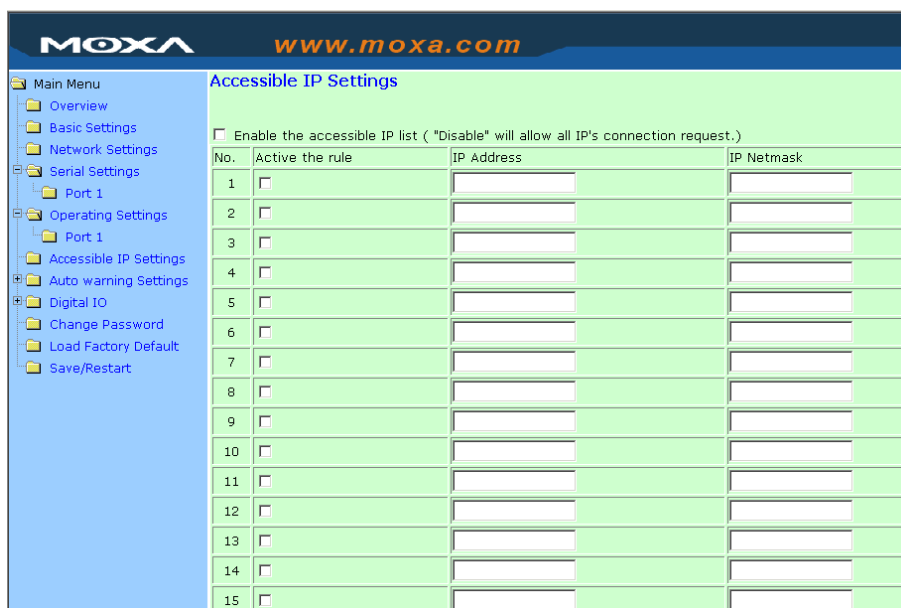 MOXA www.moxa.com
Main Menu
Overview
Basic Settings
Network Settings
Serial Settings
Port 1
Operating Settings
Port 1
Accessible IP Settings
Auto warning Settings
Digital IO
Change Password
Load Factory Default
Save/Restart
Accessible IP Settings
Enable the accessible IP list ( "Disable" will allow all IP's connection request.)
No. Active the rule IP Address IP Netmask
1
2
3
4
5
6
7
8
9
10
11
12
13
14
15